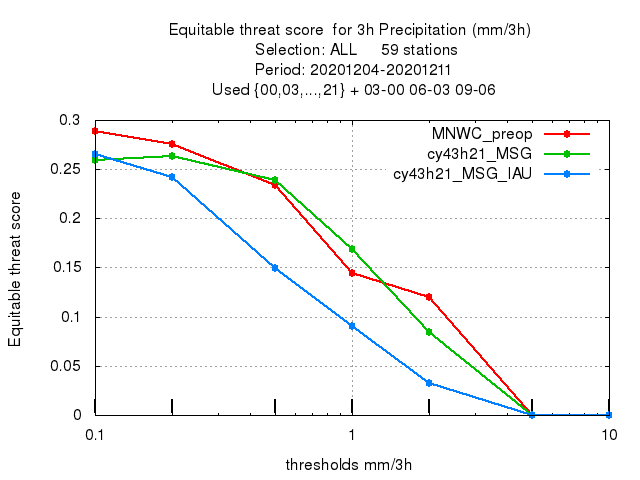 Equitable threat score  for 3h Precipitation (mm/3h)
Selection: ALL     59 stations
Period: 20201204-20201211
Used {00,03,...,21} + 03-00 06-03 09-06
MNWC_preop
cy43h21_MSG
cy43h21_MSG_IAU
Equitable threat score
0.3
0.25
0.2
0.15
0.1
0.05
0
0.1
1
10
thresholds mm/3h